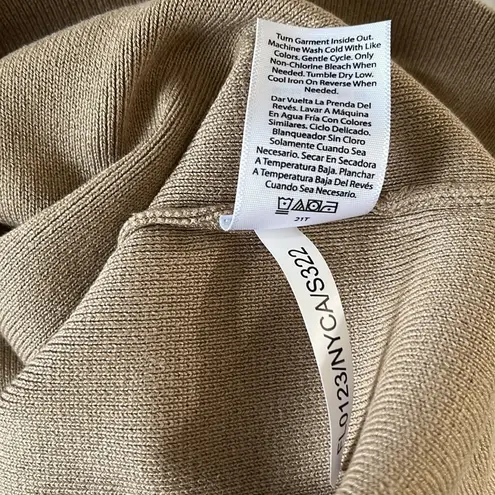 Turn Garment Inside Out.
Machine Wash Cold With Like
Colors. Gentle Cycle. Only
Non-Chlorine Bleach When
Needed. Tumble Dry Low.
Cool Iron On Reverse When
Needed.
Dar Vuelta La Prenda Del
Revés. Lavar A Máquina
En Agua Fría Con Colores
Similares. Ciclo Delicado.
Blanqueador Sin Cloro
Solamente Cuando Sea
Necesario. Secar En Secadora
A Temperatura Baja. Planchar
A Temperatura Baja Del Revés
Cuando Sea Necesario.
21T
0123/NYCA/S322